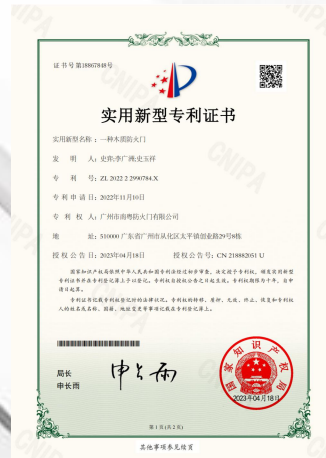 证书号第18867848号
实用新型专利证书
实用新型名称：一种木质防火门
发 明 人：史弈;李广洲;史玉祥
专 利 号：ZL 2022 2 2990784.X
专利申请日：2022年11月10日
专 利 权 人：广州市南粤防火门有限公司
地 址：510000 广东省广州市从化区太平镇创业路29号8栋
授权公告日：2023年04月18日 授权公告号：CN 218882051 U
国家知识产权局依照中华人民共和国专利法经过初步审查，决定授予专利权，颁发实用新型
专利证书并在专利登记簿上予以登记。专利权自授权公告之日起生效。专利权期限为十年，自申
请日起算。
专利证书记载专利权登记时的法律状况。专利权的转移、质押、无效、终止、恢复和专利权
人的姓名或名称、国籍、地址变更等事项记载在专利登记簿上。
局长
申长雨
申长雨
国家知识产权局
2023年04月18日
第 1 页 (共 2 页)
其他事项参见续页
CNIPA